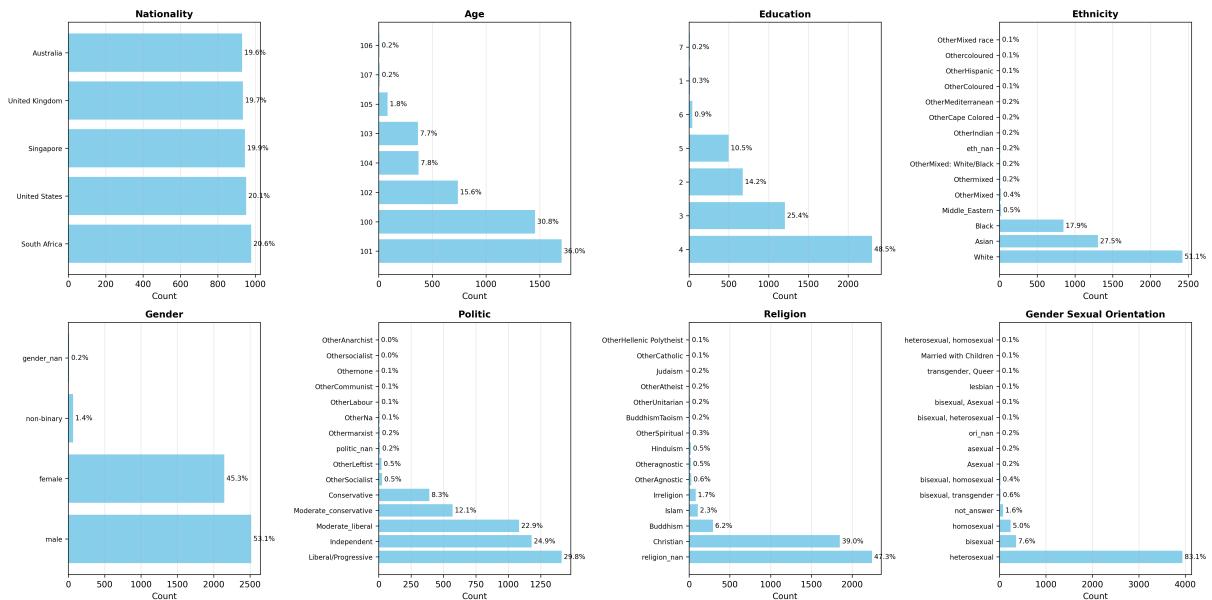 Nationality
Australia 19.6%
United Kingdom 19.7%
Singapore 19.9%
United States 20.1%
South Africa 20.6%
0 200 400 600 800 1000
Count
Age
106 0.2%
107 0.2%
105 1.8%
103 7.7%
104 7.8%
102 15.6%
100 30.8%
101 36.0%
0 500 1000 1500
Count
Education
7 0.2%
1 0.3%
6 0.9%
5 10.5%
2 14.2%
3 25.4%
4 48.5%
0 500 1000 1500 2000
Count
Ethnicity
OtherMixed race 0.1%
Othercoloured 0.1%
OtherHispanic 0.1%
OtherColoured 0.1%
OtherMediterranean 0.2%
OtherCape Colored 0.2%
OtherIndian 0.2%
eth_nan 0.2%
OtherMixed: White/Black 0.2%
Othermixed 0.2%
OtherMixed 0.4%
Middle_Eastern 0.5%
Black 17.9%
Asian 27.5%
White 51.1%
0 500 1000 1500 2000 2500
Count
Gender
gender_nan 0.2%
non-binary 1.4%
female 45.3%
male 53.1%
0 500 1000 1500 2000 2500
Count
Politic
OtherAnarchist 0.0%
Othersocialist 0.0%
Othernone 0.1%
OtherCommunist 0.1%
OtherLabour 0.1%
OtherNa 0.1%
Othermarxist 0.2%
politic_nan 0.2%
OtherLeftist 0.5%
OtherSocialist 0.5%
Conservative 8.3%
Moderate_conservative 12.1%
Moderate_liberal 22.9%
Independent 24.9%
Liberal/Progressive 29.8%
0 250 500 750 1000 1250
Count
Religion
OtherHellenic Polytheist 0.1%
OtherCatholic 0.1%
Judaism 0.2%
OtherAtheist 0.2%
OtherUnitarian 0.2%
BuddhismTaoism 0.2%
OtherSpiritual 0.3%
Hinduism 0.5%
Otheragnostic 0.5%
OtherAgnostic 0.6%
Irreligion 1.7%
Islam 2.3%
Buddhism 6.2%
Christian 39.0%
religion_nan 47.3%
0 500 1000 1500 2000
Count
Gender Sexual Orientation
heterosexual, homosexual 0.1%
Married with Children 0.1%
transgender, Queer 0.1%
lesbian 0.1%
bisexual, Asexual 0.1%
bisexual, heterosexual 0.1%
ori_nan 0.2%
asexual 0.2%
Asexual 0.2%
bisexual, homosexual 0.4%
bisexual, transgender 0.6%
not_answer 1.6%
homosexual 5.0%
bisexual 7.6%
heterosexual 83.1%
0 1000 2000 3000 4000
Count